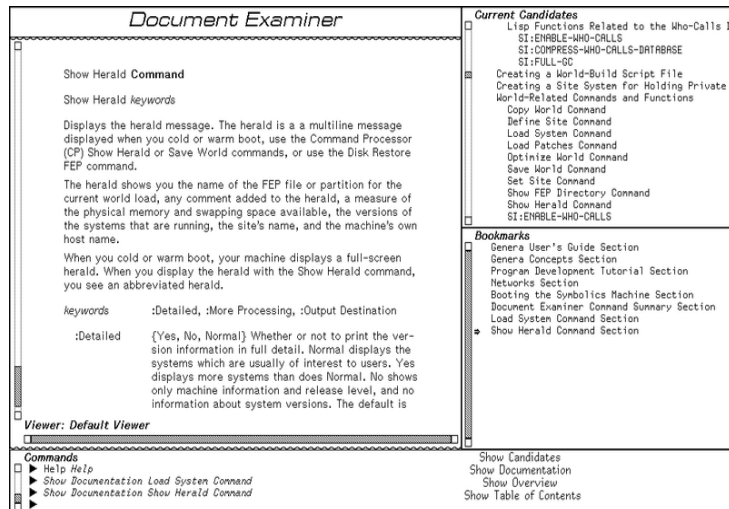 Document Examiner
Show Herald Command
Show Herald keywords
Displays the herald message. The herald is a a multiline message
displayed when you cold or warm boot, use the Command Processor
(CP) Show Herald or Save World commands, or use the Disk Restore
FEP command.
The herald shows you the name of the FEP file or partition for the
current world load, any comment added to the herald, a measure of
the physical memory and swapping space available, the versions of
the systems that are running, the site's name, and the machine's own
host name.
When you cold or warm boot, your machine displays a full-screen
herald. When you display the herald with the Show Herald command,
you see an abbreviated herald.
keywords :Detailed, :More Processing, :Output Destination
:Detailed {Yes, No, Normal} Whether or not to print the ver-
sion information in full detail. Normal displays the
systems which are usually of interest to users. Yes
displays more systems than does Normal. No shows
only machine information and release level, and no
information about system versions. The default is
Viewer: Default Viewer
Current Candidates
Lisp Functions Related to the Who-Calls
SI:ENABLE-WHO-CALLS
SI:COMPRESS-WHO-CALLS-DATABASE
SI:FULL-GC
Creating a World-Build Script File
Creating a Site System for Holding Private
World-Related Commands and Functions
Copy World Command
Define Site Command
Load System Command
Load Patches Command
Optimize World Command
Save World Command
Set Site Command
Show FEP Directory Command
Show Herald Command
SI:ENABLE-WHO-CALLS
Bookmarks
Genera User's Guide Section
Genera Concepts Section
Program Development Tutorial Section
Networks Section
Booting the Symbolics Machine Section
Document Examiner Command Summary Section
Load System Command Section
Show Herald Command Section
Commands
Help Help
Show Documentation Load System Command
Show Documentation Show Herald Command
Show Candidates
Show Documentation
Show Overview
Show Table of Contents